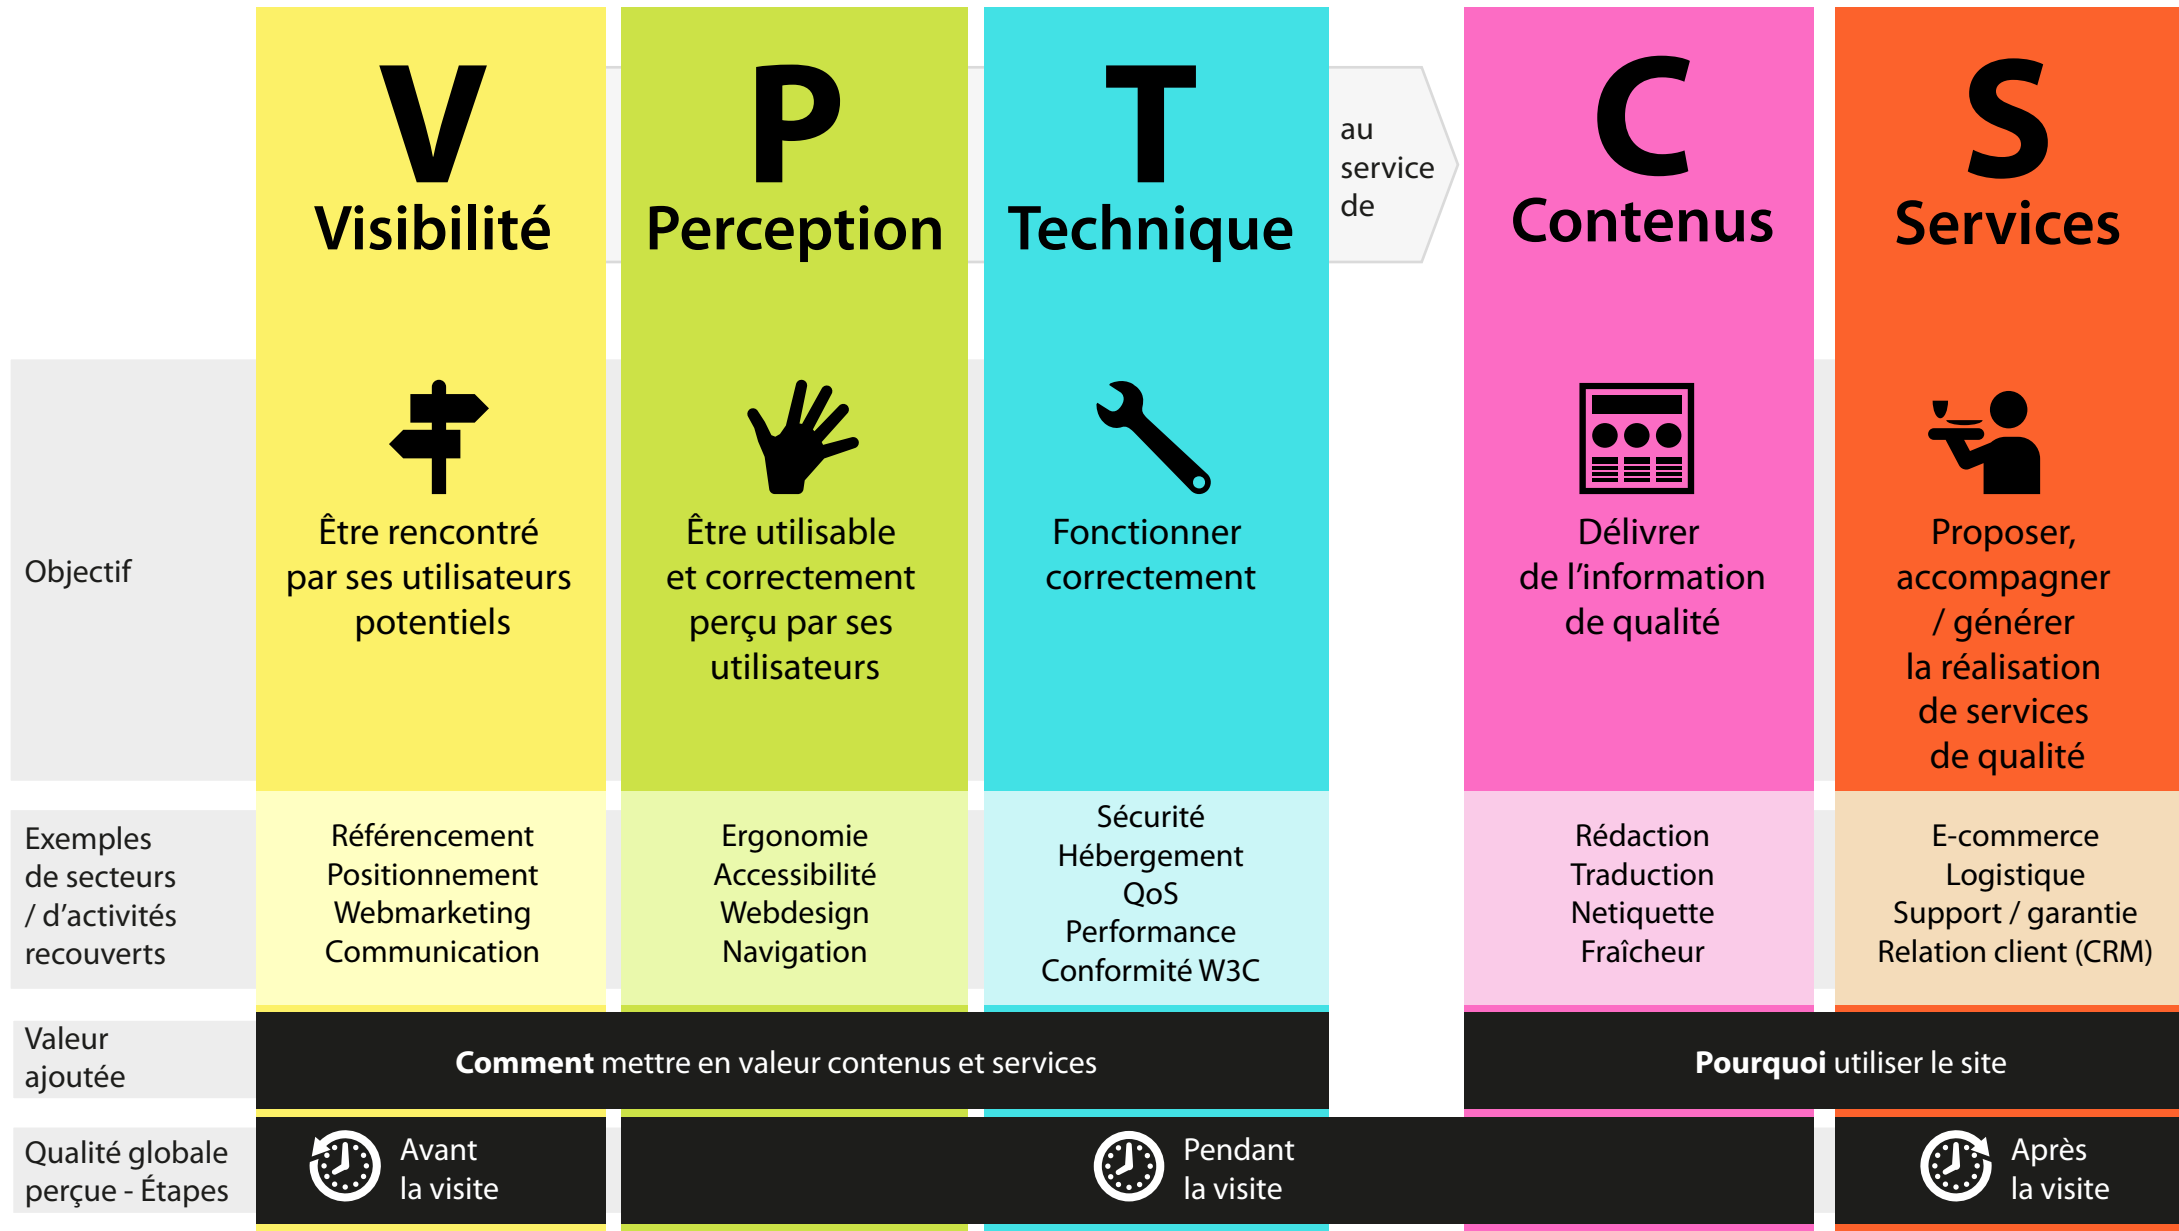 V
Visibilité
P
Perception
T
Technique
au
service
de
C
Contenus
S
Services
Objectif
Être rencontré
par ses utilisateurs
potentiels
Être utilisable
et correctement
perçu par ses
utilisateurs
Fonctionner
correctement
Délivrer
de l’information
de qualité
Proposer,
accompagner
/ générer
la réalisation
de services
de qualité
Exemples
de secteurs
/ d’activités
recouverts
Référencement
Positionnement
Webmarketing
Communication
Ergonomie
Accessibilité
Webdesign
Navigation
Sécurité
Hébergement
QoS
Performance
Conformité W3C
Rédaction
Traduction
Netiquette
Fraîcheur
E-commerce
Logistique
Support / garantie
Relation client (CRM)
Valeur
ajoutée
Comment mettre en valeur contenus et services
Pourquoi utiliser le site
Qualité globale
perçue - Étapes
Avant
la visite
Pendant
la visite
Après
la visite